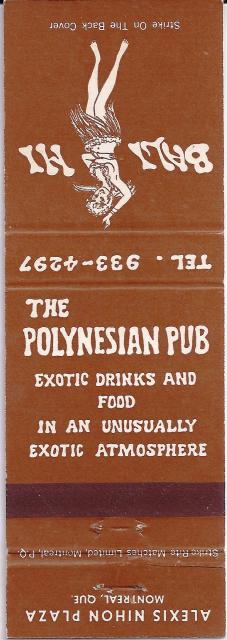 Strike On The Back Cover
BALI HI
TEL. 933-4297
THE
POLYNESIAN PUB
EXOTIC DRINKS AND
FOOD
IN AN UNUSUALLY
EXOTIC ATMOSPHERE
Strike Rite Matches Limited, Montreal, P.Q.
ALEXIS NIHON PLAZA
MONTREAL, QUE.